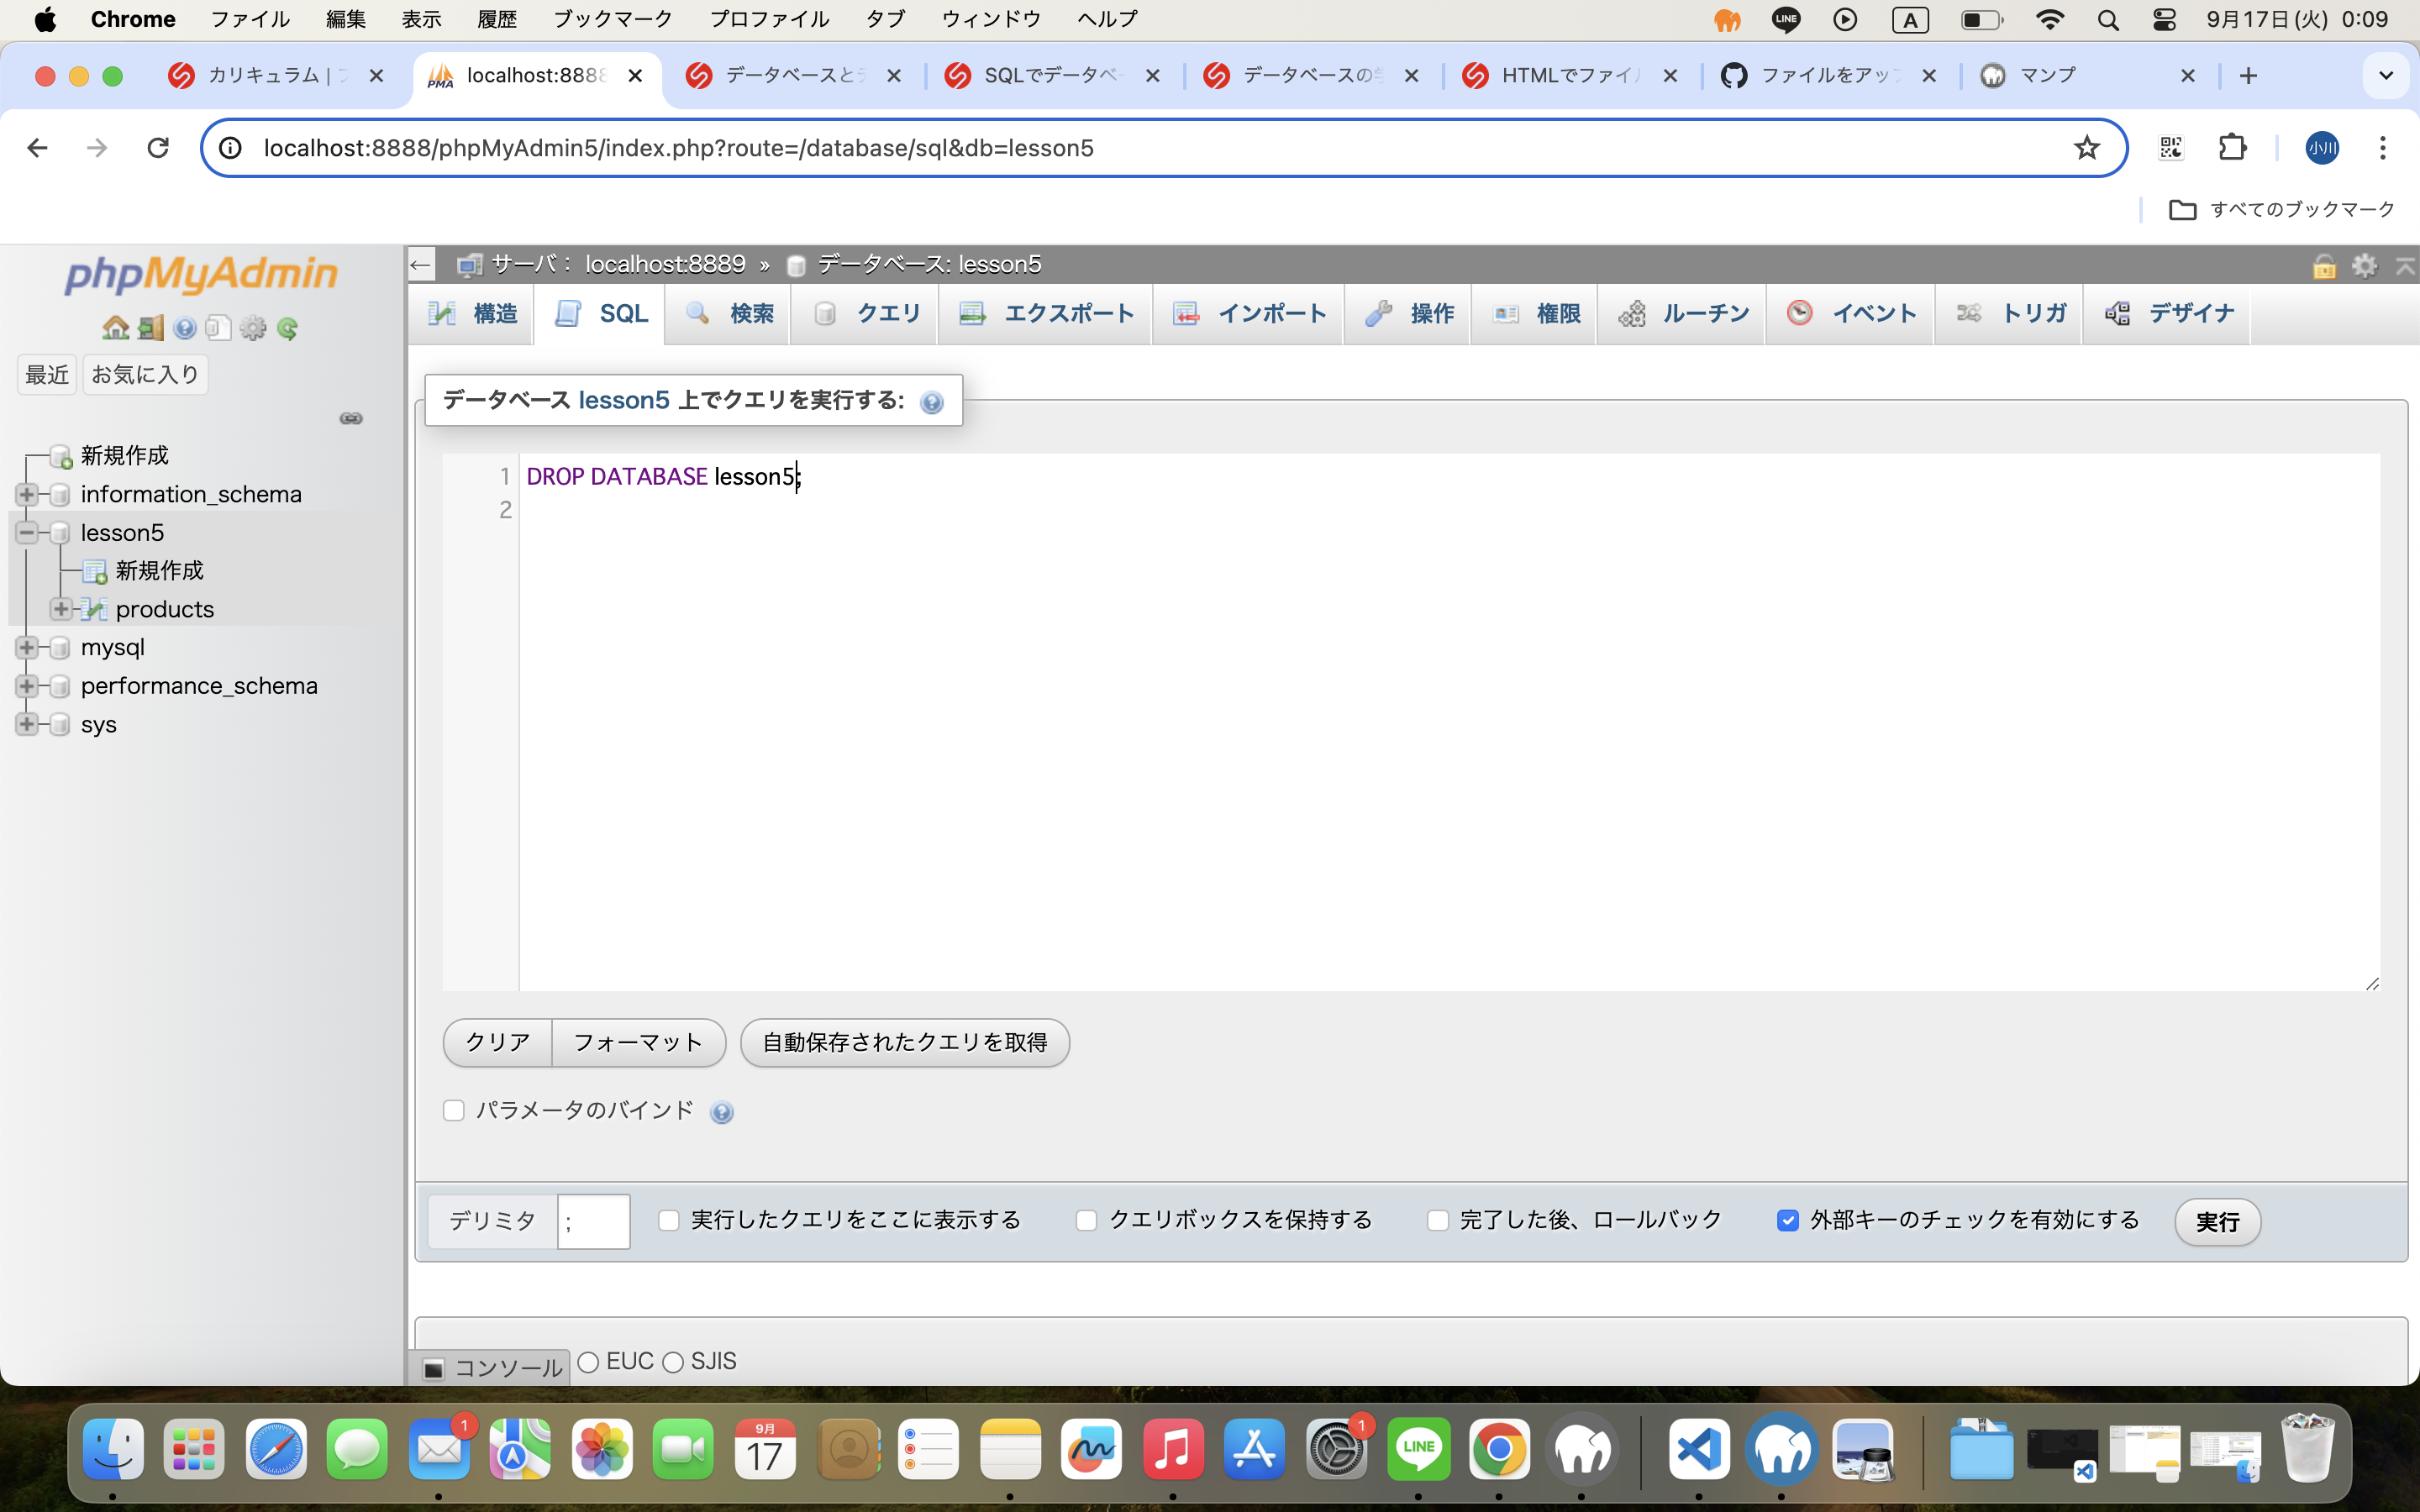 Chrome ファイル 編集 表示 履歴 ブックマーク プロファイル タブ ウィンドウ ヘルプ LINE A 9月17日(火) 0:09
カリキュラム | PMA localhost:8888 データベースと SQLでデータベ データベースの HTMLでファイ ファイルをアッ マンプ
localhost:8888/phpMyAdmin5/index.php?route=/database/sql&db=lesson5 小川
すべてのブックマーク
phpMyAdmin
最近 お気に入り
新規作成
information_schema
lesson5
新規作成
products
mysql
performance_schema
sys
サーバ: localhost:8889 » データベース: lesson5
構造 SQL 検索 クエリ エクスポート インポート 操作 権限 ルーチン イベント トリガ デザイナ
データベース lesson5 上でクエリを実行する:
1 DROP DATABASE lesson5;
2
クリア フォーマット 自動保存されたクエリを取得
パラメータのバインド
デリミタ ; 実行したクエリをここに表示する クエリボックスを保持する 完了した後、ロールバック 外部キーのチェックを有効にする 実行
コンソール EUC SJIS
1 9月 17 1 LINE